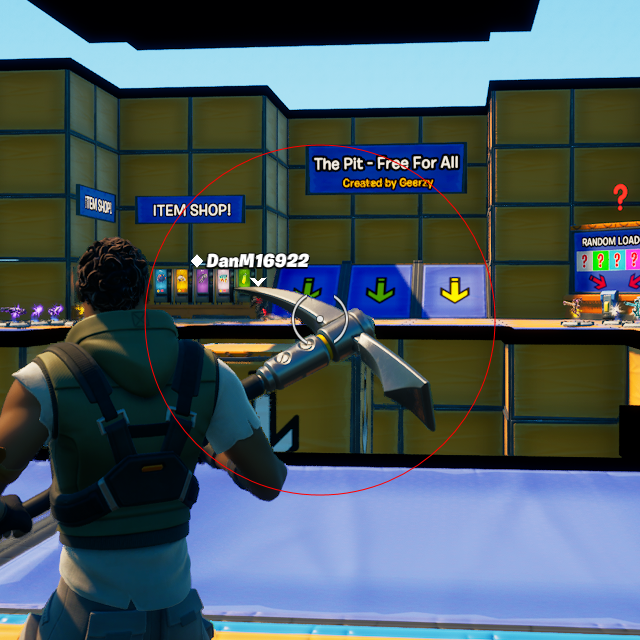 The Pit - Free For All
Created by Geerzy
ITEM SHOP!
ITEM SHOP!
DanM16922
RANDOM LOAD
? ? ? ?
?